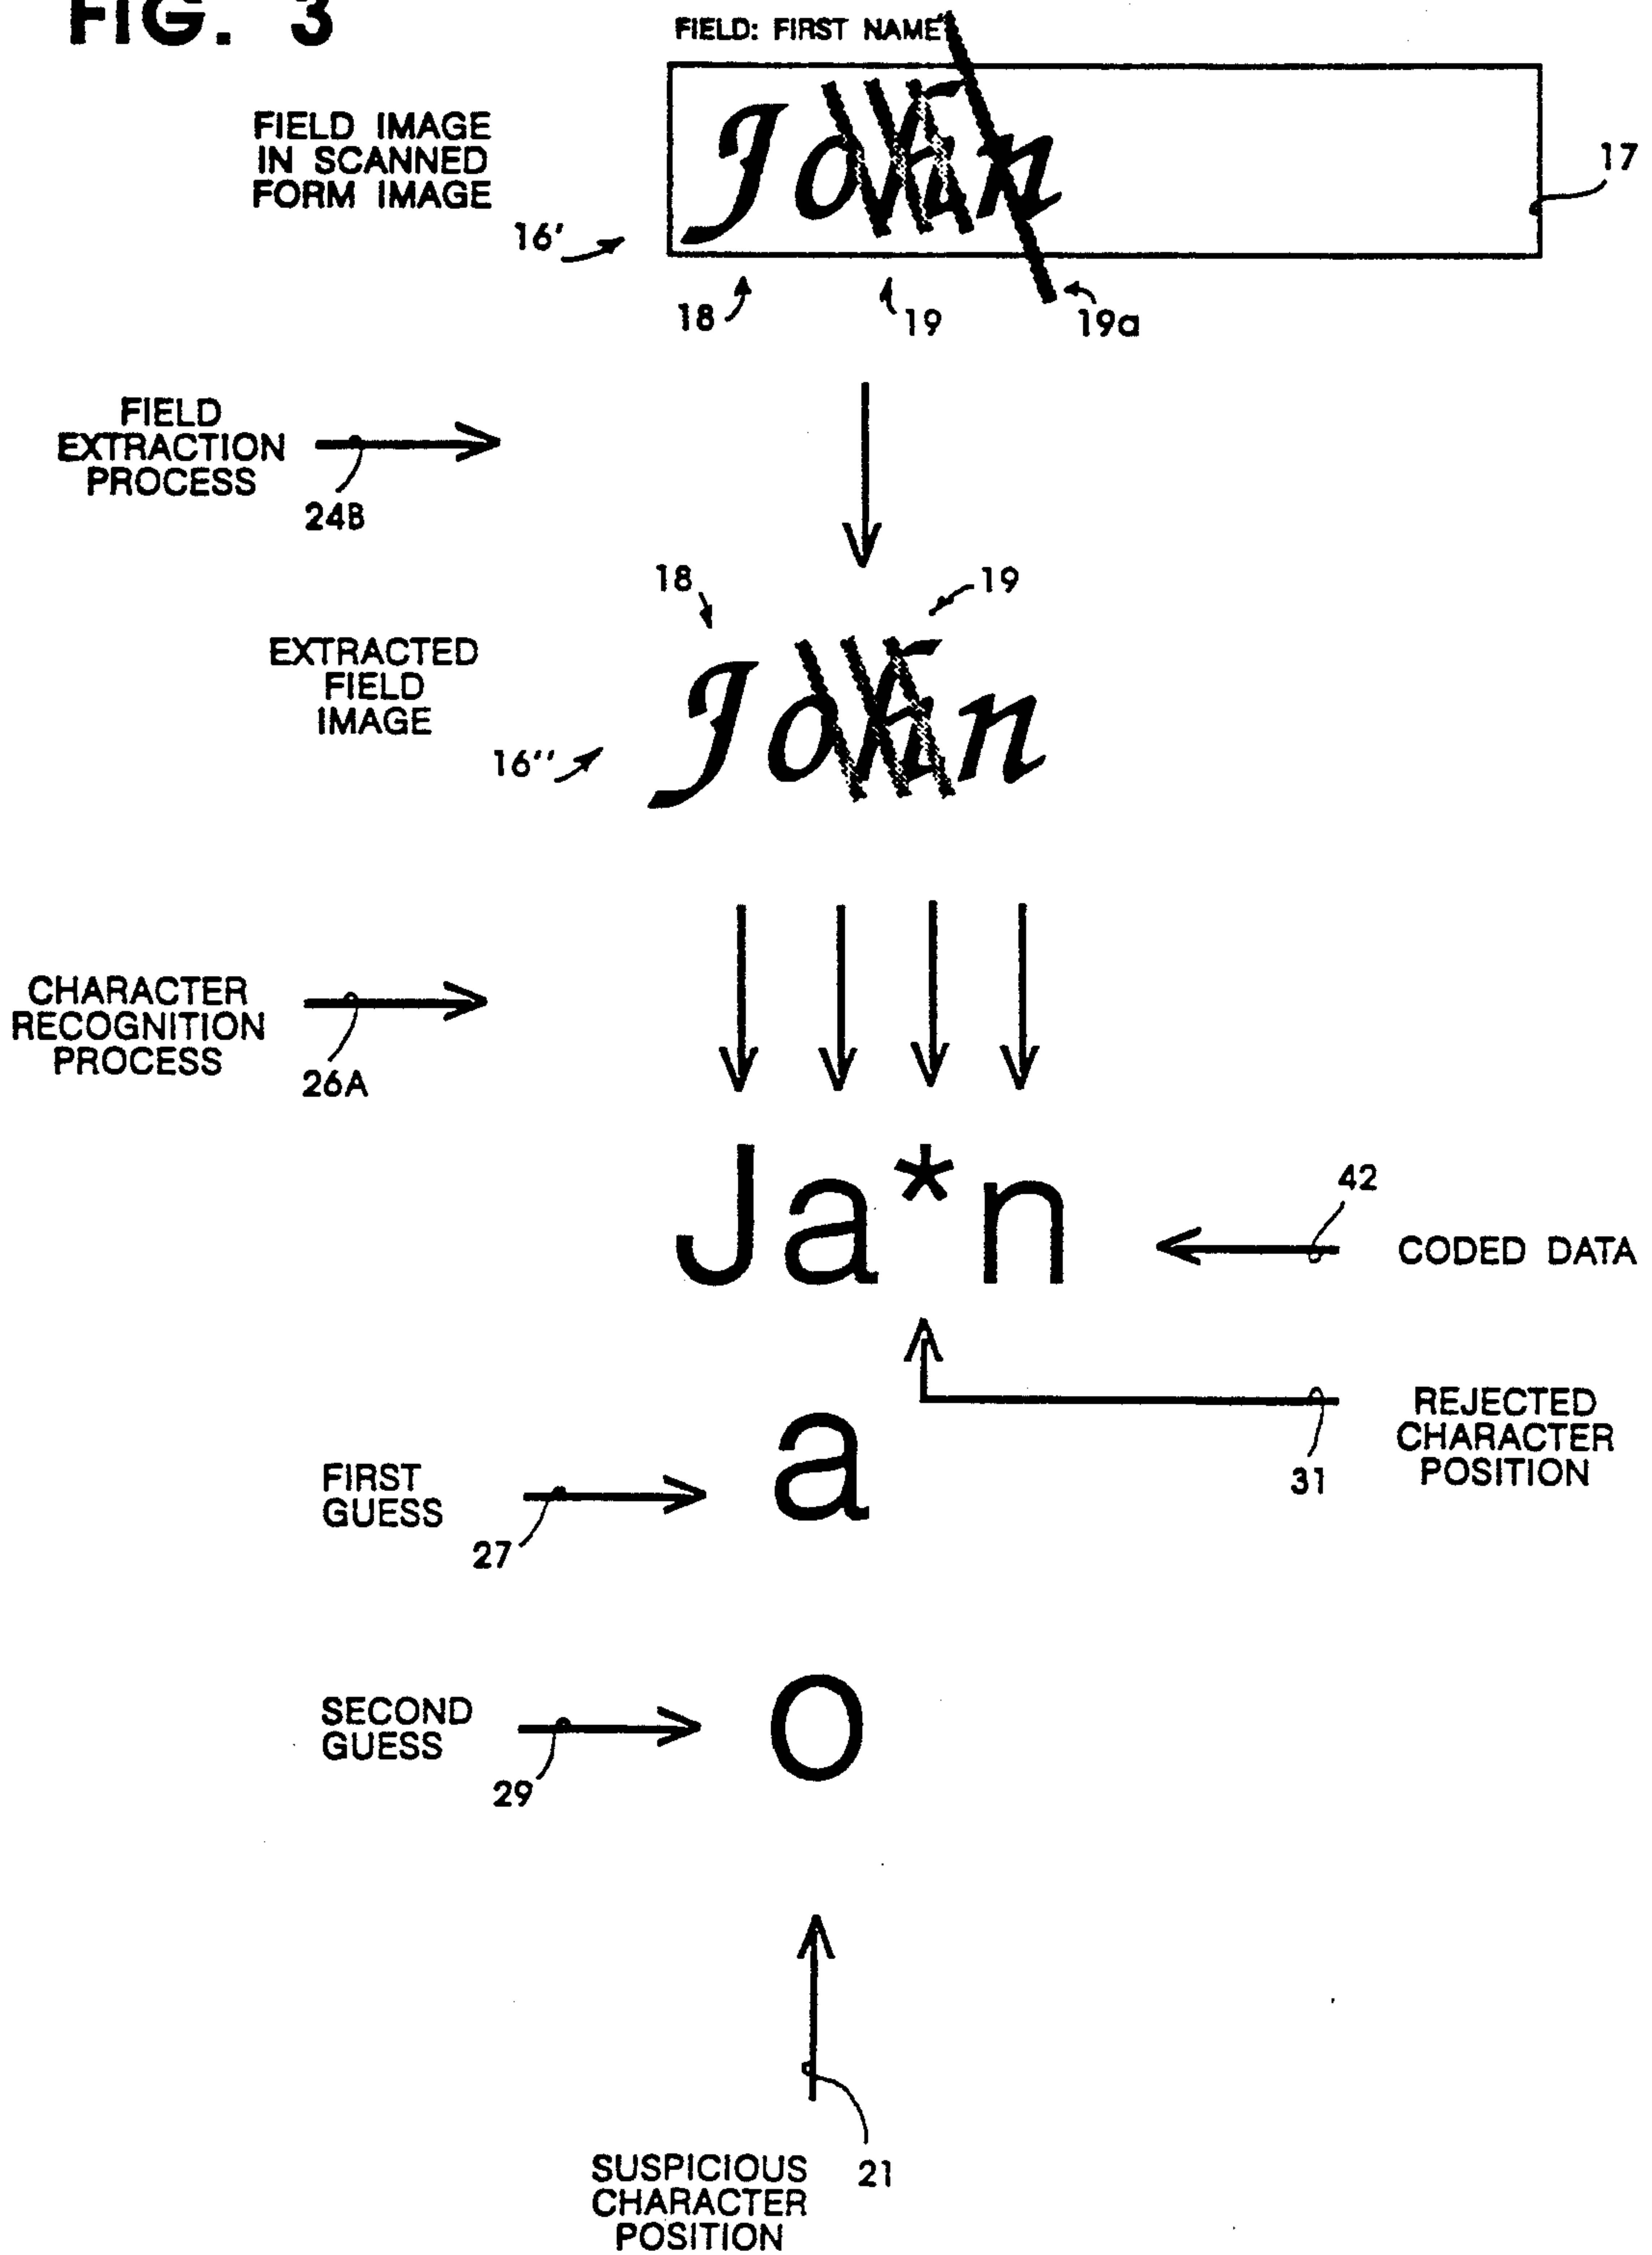 FIG. 3
FIELD: FIRST NAME
FIELD IMAGE
IN SCANNED
FORM IMAGE
John
17
16'
18
19
19a
FIELD
EXTRACTION
PROCESS
24B
18
19
EXTRACTED
FIELD
IMAGE
John
16''
CHARACTER
RECOGNITION
PROCESS
26A
Ja*n
42
CODED DATA
REJECTED
CHARACTER
POSITION
31
a
FIRST
GUESS
27
o
SECOND
GUESS
29
21
SUSPICIOUS
CHARACTER
POSITION